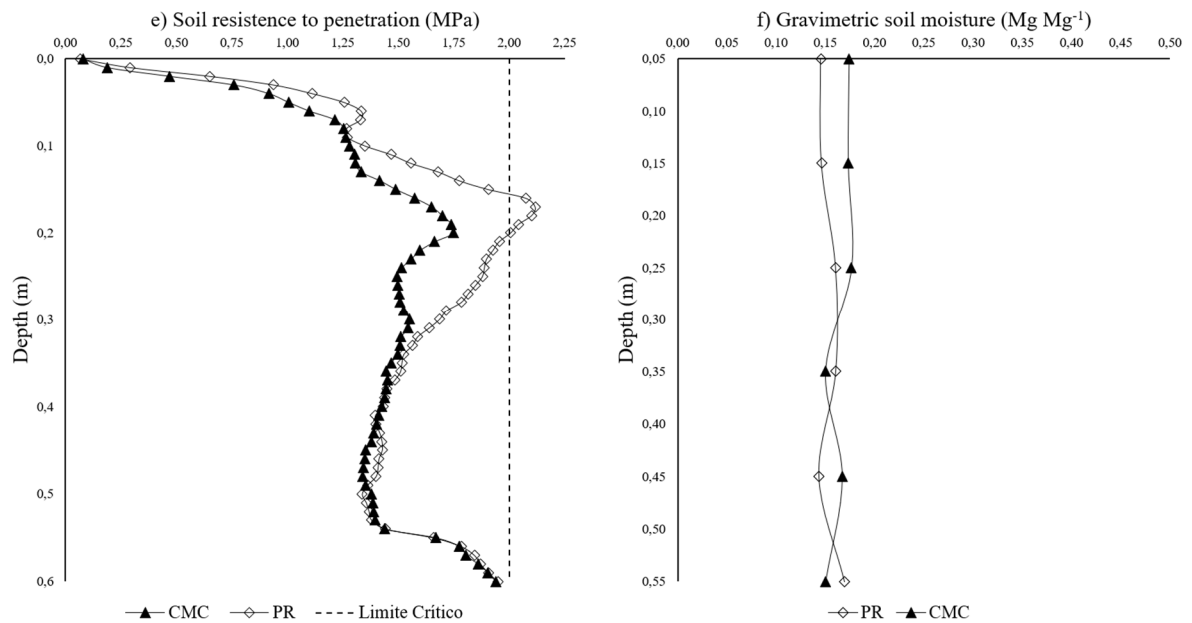 e) Soil resistence to penetration (MPa)
0,00 0,25 0,50 0,75 1,00 1,25 1,50 1,75 2,00 2,25
0,0
0,1
0,2
0,3
0,4
0,5
0,6
Depth (m)
CMC PR Limite Crítico
f) Gravimetric soil moisture (Mg Mg⁻¹)
0,00 0,05 0,10 0,15 0,20 0,25 0,30 0,35 0,40 0,45 0,50
0,05
0,10
0,15
0,20
0,25
0,30
0,35
0,40
0,45
0,50
0,55
Depth (m)
PR CMC